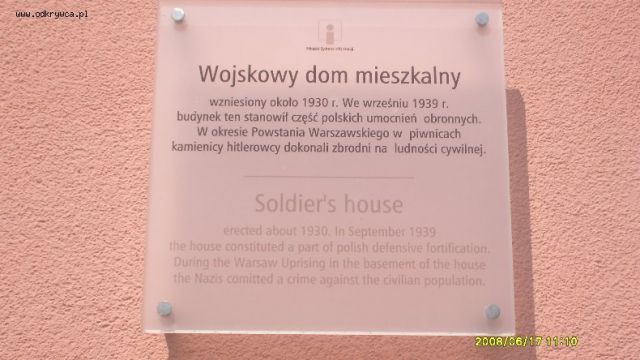 www.odkrywca.pl
Wojskowy dom mieszkalny
wzniesiony około 1930 r. We wrześniu 1939 r.
budynek ten stanowił część polskich umocnień obronnych.
W okresie Powstania Warszawskiego w piwnicach
kamienicy hitlerowcy dokonali zbrodni na ludności cywilnej.
Soldier's house
erected about 1930. In September 1939
the house constituted a part of polish defensive fortification.
During the Warsaw Uprising in the basement of the house
the Nazis comitted a crime against the civilian population.
2008/06/17 11:10